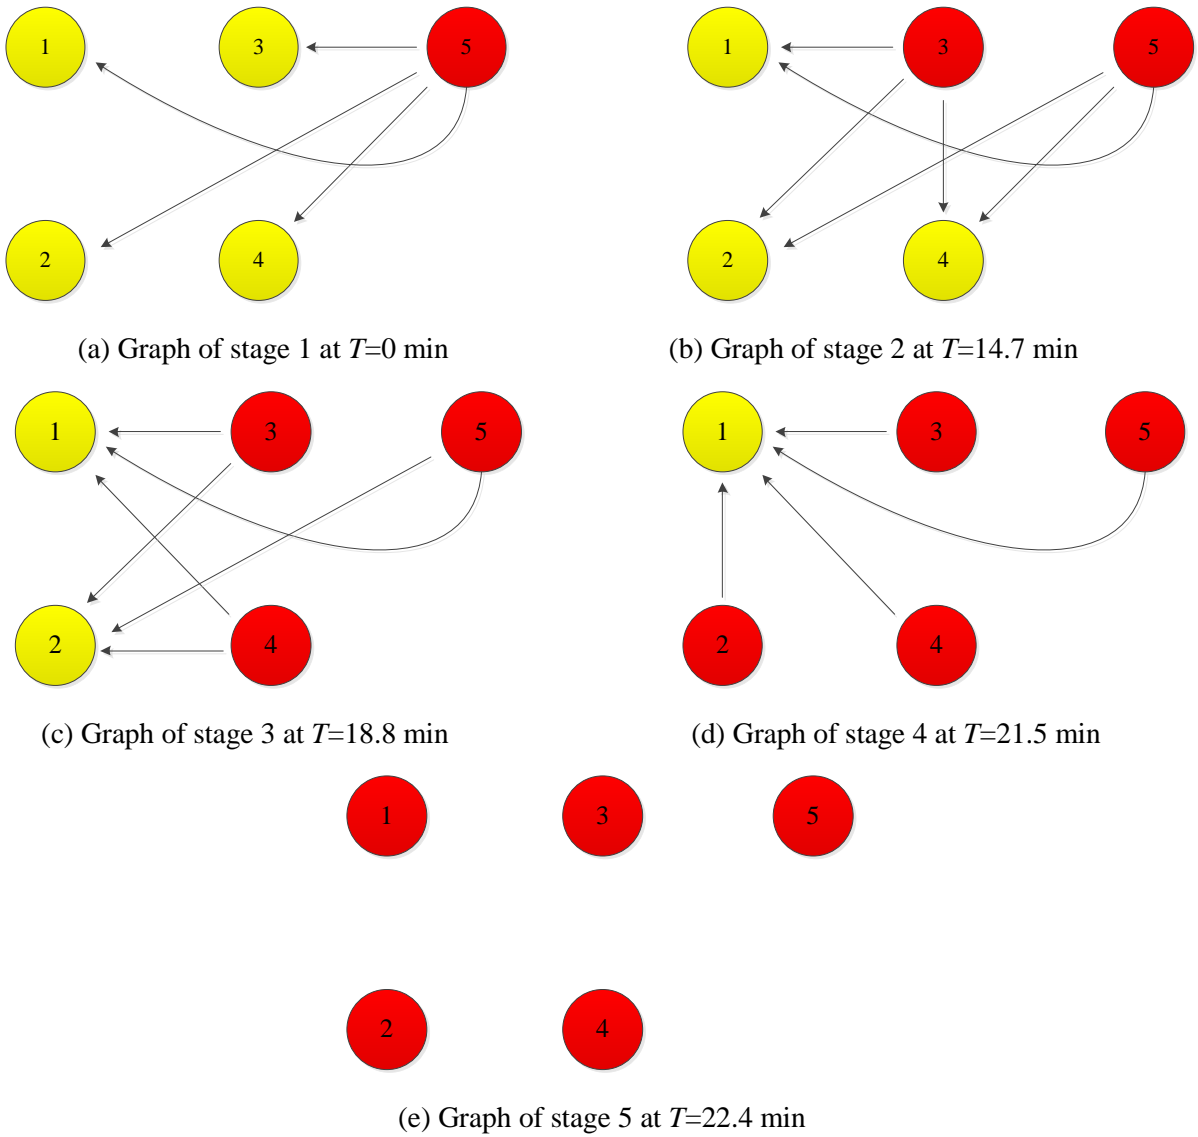 1 3 5
2 4
(a) Graph of stage 1 at T=0 min
1 3 5
2 4
(b) Graph of stage 2 at T=14.7 min
1 3 5
2 4
(c) Graph of stage 3 at T=18.8 min
1 3 5
2 4
(d) Graph of stage 4 at T=21.5 min
1 3 5
2 4
(e) Graph of stage 5 at T=22.4 min